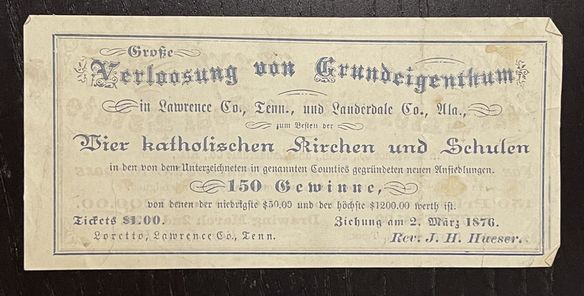 Große
Verloosung von Grundeigenthum
in Lawrence Co., Tenn., und Lauderdale Co., Ala.,
zum Besten der
Vier katholischen Kirchen und Schulen
in den von dem Unterzeichneten in genannten Counties gegründeten neuen Ansiedlungen.
150 Gewinne,
von denen der niedrigste $50.00 und der höchste $1200.00 werth ist.
Tickets $1.00. Ziehung am 2. März 1876.
Loretto, Lawrence Co., Tenn. Rev. J. H. Hueser.